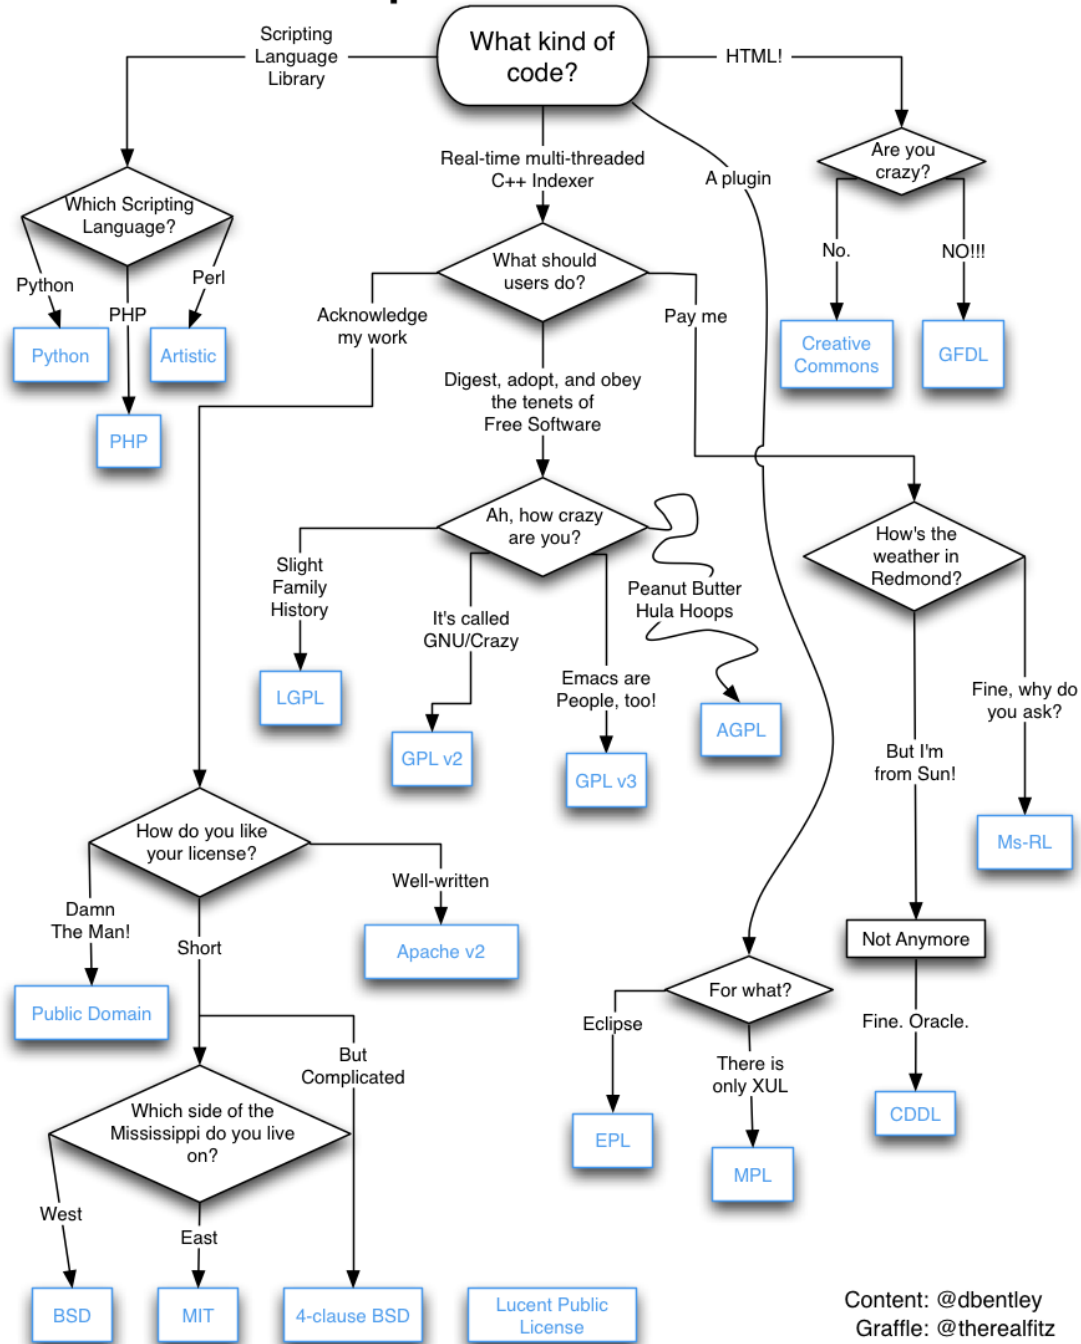 Scripting
Language
Library
What kind of
code?
HTML!
Real-time multi-threaded
C++ Indexer
A plugin
Are you
crazy?
Which Scripting
Language?
No.
NO!!!
Python
PHP
Perl
What should
users do?
Acknowledge
my work
Pay me
Python
Artistic
PHP
Creative
Commons
GFDL
Digest, adopt, and obey
the tenets of
Free Software
Ah, how crazy
are you?
How's the
weather in
Redmond?
Slight
Family
History
It's called
GNU/Crazy
Emacs are
People, too!
Peanut Butter
Hula Hoops
LGPL
GPL v2
GPL v3
AGPL
Fine, why do
you ask?
But I'm
from Sun!
Ms-RL
How do you like
your license?
Damn
The Man!
Short
Well-written
Apache v2
Public Domain
Not Anymore
For what?
Fine. Oracle.
Eclipse
There is
only XUL
CDDL
EPL
MPL
But
Complicated
Which side of the
Mississippi do you live
on?
West
East
BSD
MIT
4-clause BSD
Lucent Public
License
Content: @dbentley
Graffle: @therealfitz